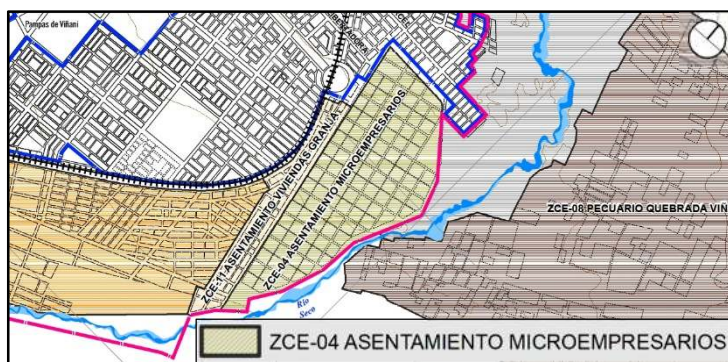 Pampas de Viñani
ZCE-11 ASENTAMIENTO VIVIENDAS GRANJA
ZCE-04 ASENTAMIENTO MICROEMPRESARIOS
ZCE-08 PECUARIO QUEBRADA VIÑ
Río
Seco
ZCE-04 ASENTAMIENTO MICROEMPRESARIOS